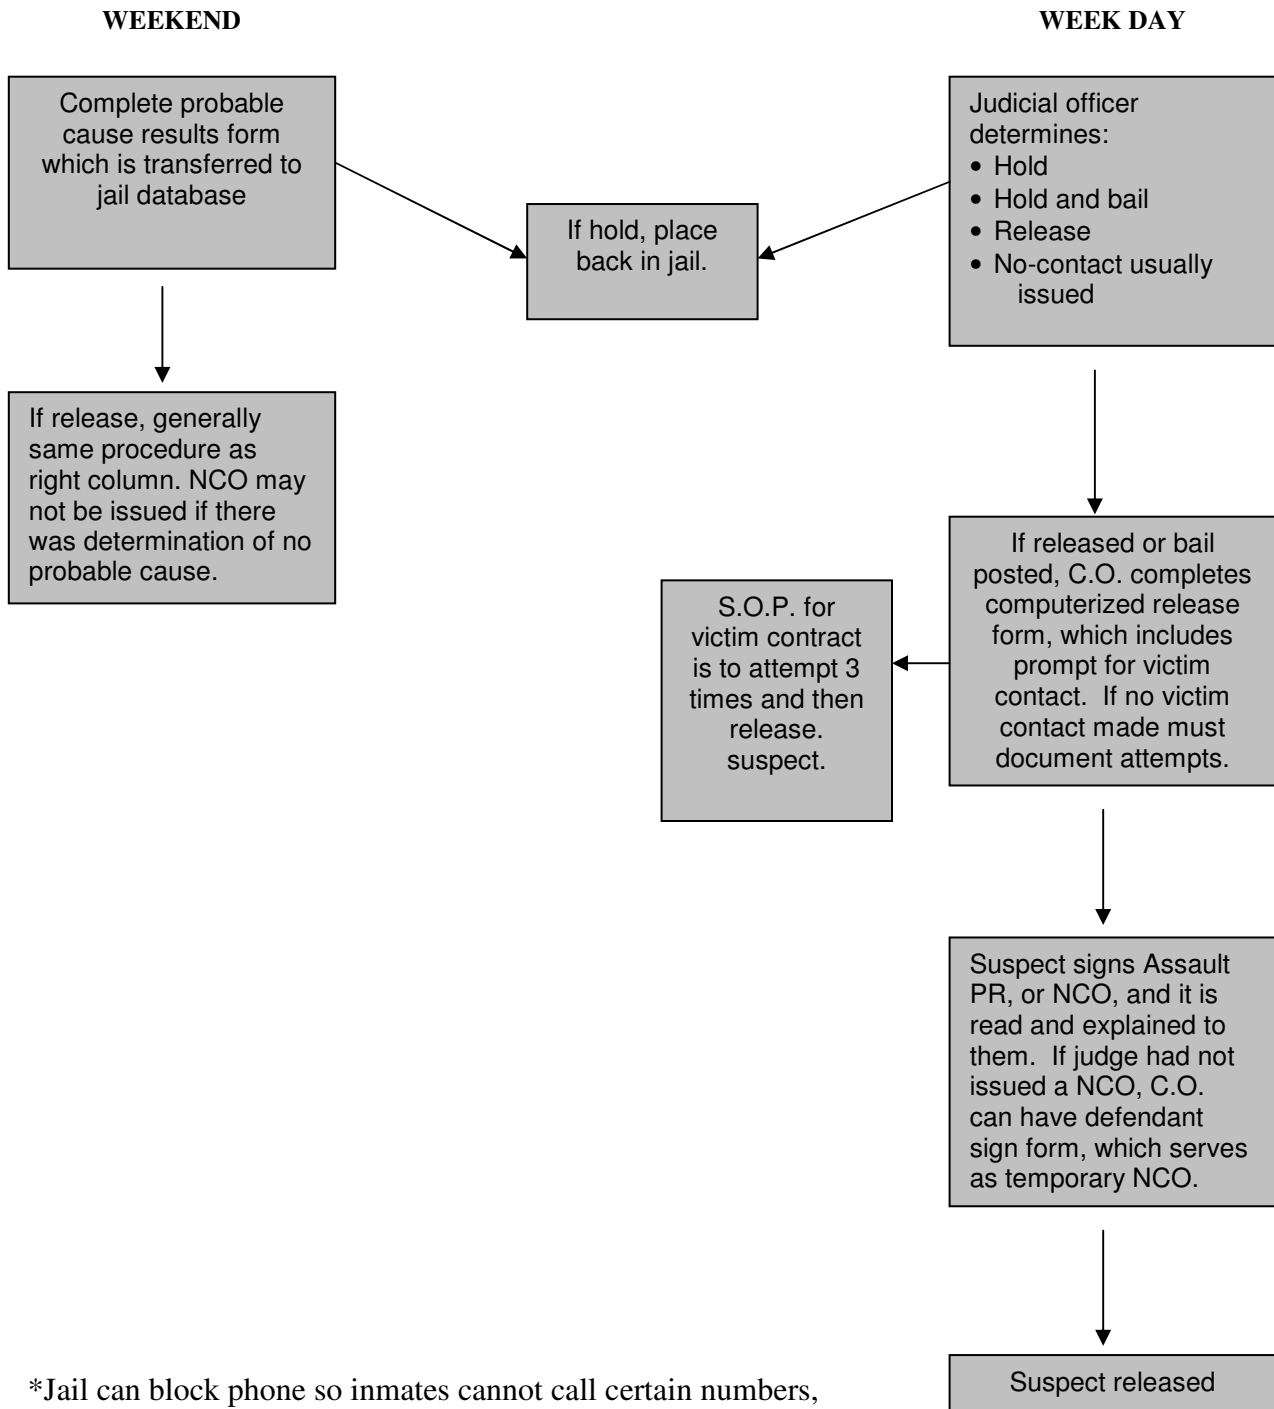 WEEKEND
WEEK DAY
Complete probable
cause results form
which is transferred to
jail database
Judicial officer
determines:
• Hold
• Hold and bail
• Release
• No-contact usually
issued
If hold, place
back in jail.
If release, generally
same procedure as
right column. NCO may
not be issued if there
was determination of no
probable cause.
If released or bail
posted, C.O. completes
computerized release
form, which includes
prompt for victim
contact. If no victim
contact made must
document attempts.
S.O.P. for
victim contract
is to attempt 3
times and then
release.
suspect.
Suspect signs Assault
PR, or NCO, and it is
read and explained to
them. If judge had not
issued a NCO, C.O.
can have defendant
sign form, which serves
as temporary NCO.
Suspect released
*Jail can block phone so inmates cannot call certain numbers,